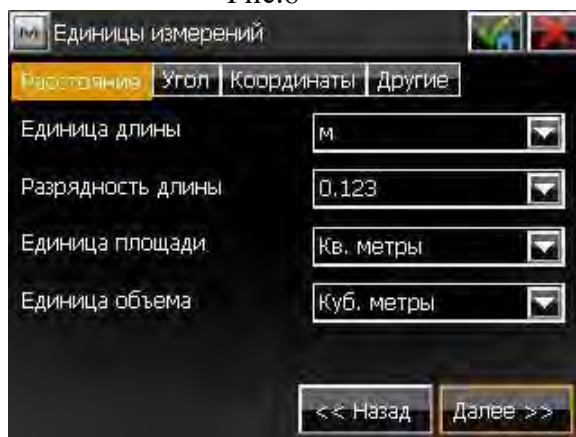 Единицы измерений
Расстояние Угол Координаты Другие
Единица длины м
Разрядность длины 0.123
Единица площади Кв. метры
Единица объема Куб. метры
<< Назад Далее >>